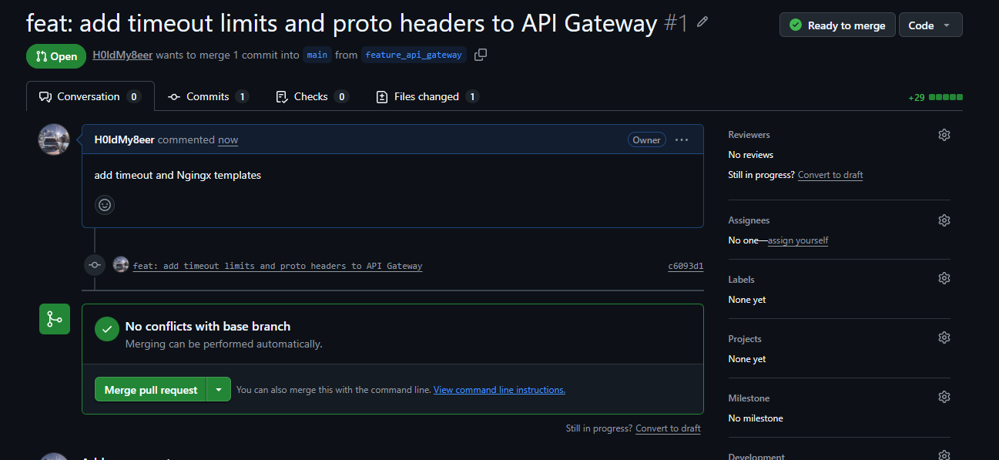 feat: add timeout limits and proto headers to API Gateway #1
Ready to merge
Code
Open
H0ldMy8eer wants to merge 1 commit into main from feature_api_gateway
Conversation 0
Commits 1
Checks 0
Files changed 1
+29
H0ldMy8eer commented now
Owner
add timeout and Ngingx templates
feat: add timeout limits and proto headers to API Gateway
c6093d1
No conflicts with base branch
Merging can be performed automatically.
Merge pull request
You can also merge this with the command line. View command line instructions.
Still in progress? Convert to draft
Reviewers
No reviews
Still in progress? Convert to draft
Assignees
No one—assign yourself
Labels
None yet
Projects
None yet
Milestone
No milestone
Development